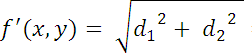 f′(x, y) = √(d₁² + d₂²)